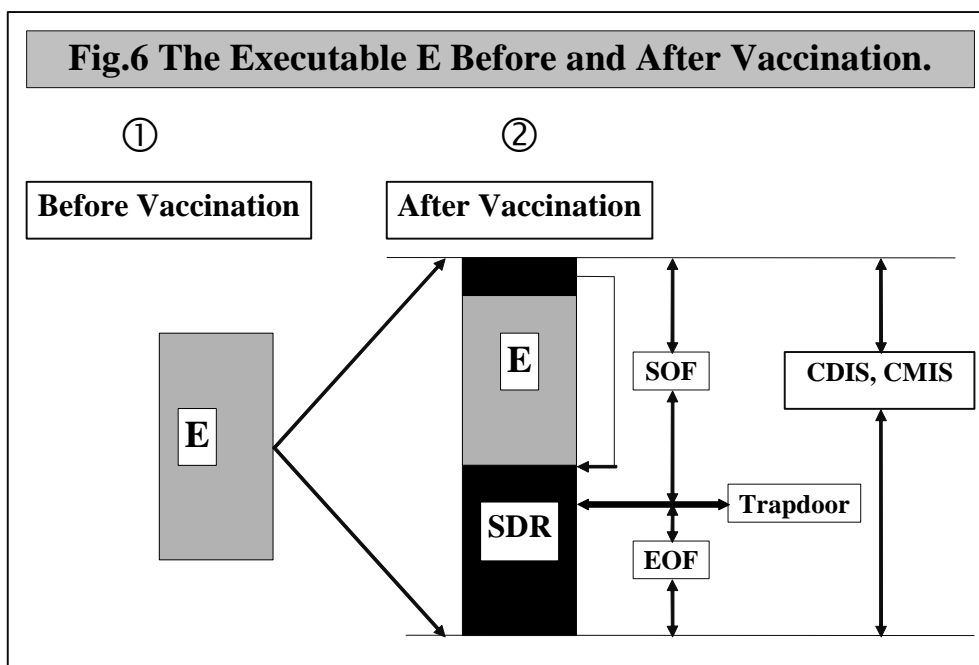 Fig.6 The Executable E Before and After Vaccination.
① ②
Before Vaccination After Vaccination
E
E
SOF
CDIS, CMIS
SDR
Trapdoor
EOF